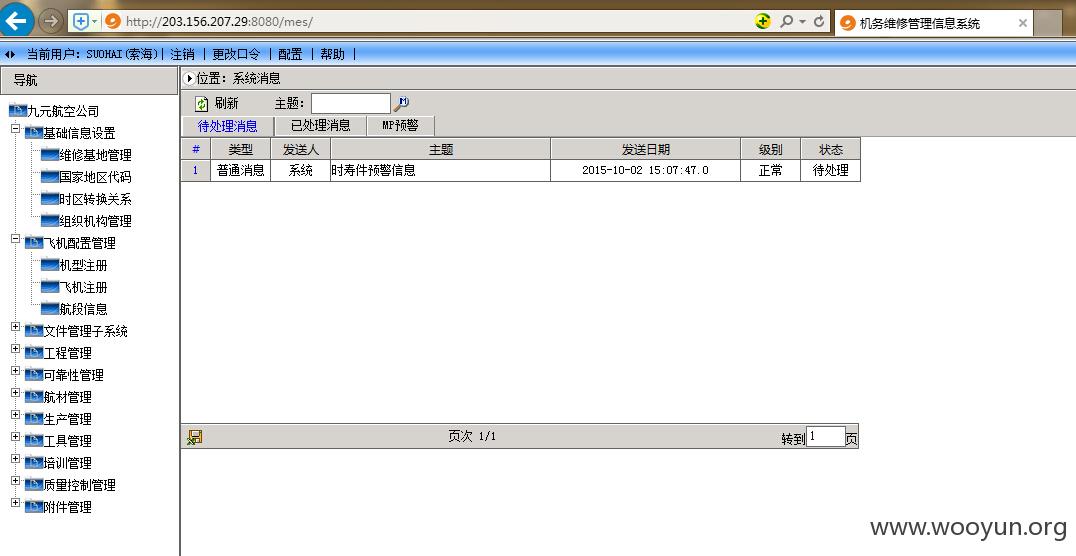 http://203.156.207.29:8080/mes/
机务维修管理信息系统
当前用户: SUOHAI(索海)| 注销 | 更改口令 | 配置 | 帮助 |
导航
位置: 系统消息
刷新 主题:
待处理消息 已处理消息 MP预警
# 类型 发送人 主题 发送日期 级别 状态
1 普通消息 系统 时寿件预警信息 2015-10-02 15:07:47.0 正常 待处理
九元航空公司
基础信息设置
维修基地管理
国家地区代码
时区转换关系
组织机构管理
飞机配置管理
机型注册
飞机注册
航段信息
文件管理子系统
工程管理
可靠性管理
航材管理
生产管理
工具管理
培训管理
质量控制管理
附件管理
页次 1/1 转到 1 页
www.wooyun.org